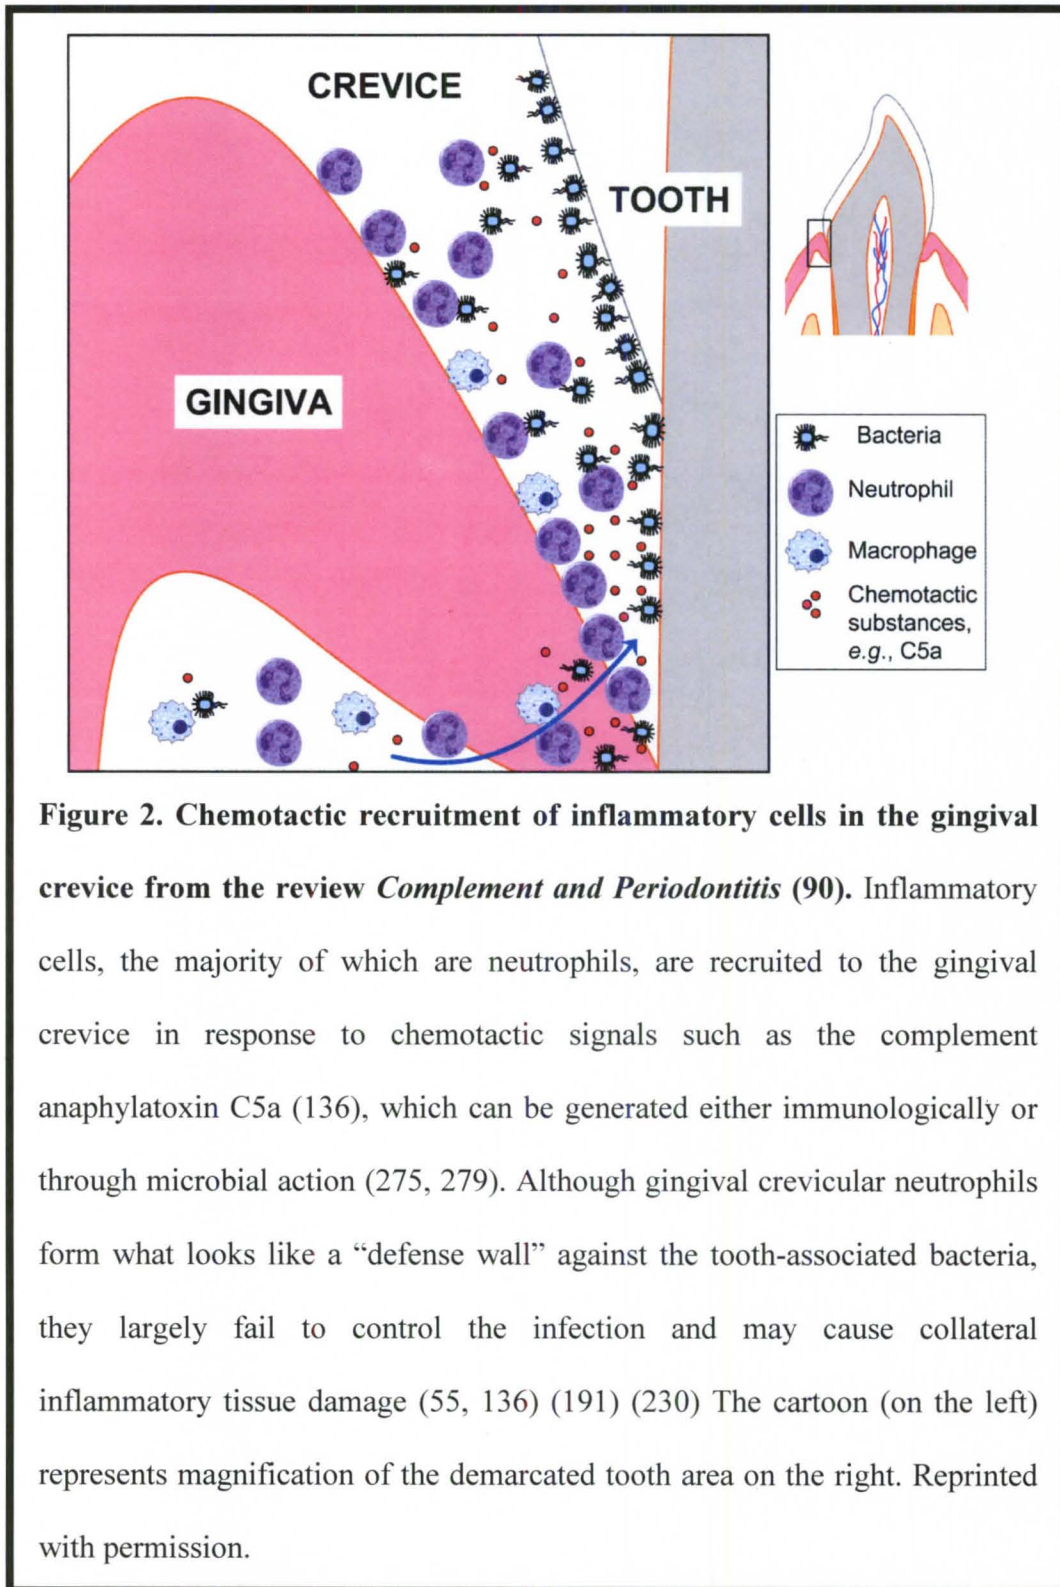 CREVICE
TOOTH
GINGIVA
Bacteria
Neutrophil
Macrophage
Chemotactic
substances,
e.g., C5a
Figure 2. Chemotactic recruitment of inflammatory cells in the gingival
crevice from the review Complement and Periodontitis (90). Inflammatory
cells, the majority of which are neutrophils, are recruited to the gingival
crevice in response to chemotactic signals such as the complement
anaphylatoxin C5a (136), which can be generated either immunologically or
through microbial action (275, 279). Although gingival crevicular neutrophils
form what looks like a “defense wall” against the tooth-associated bacteria,
they largely fail to control the infection and may cause collateral
inflammatory tissue damage (55, 136) (191) (230) The cartoon (on the left)
represents magnification of the demarcated tooth area on the right. Reprinted
with permission.